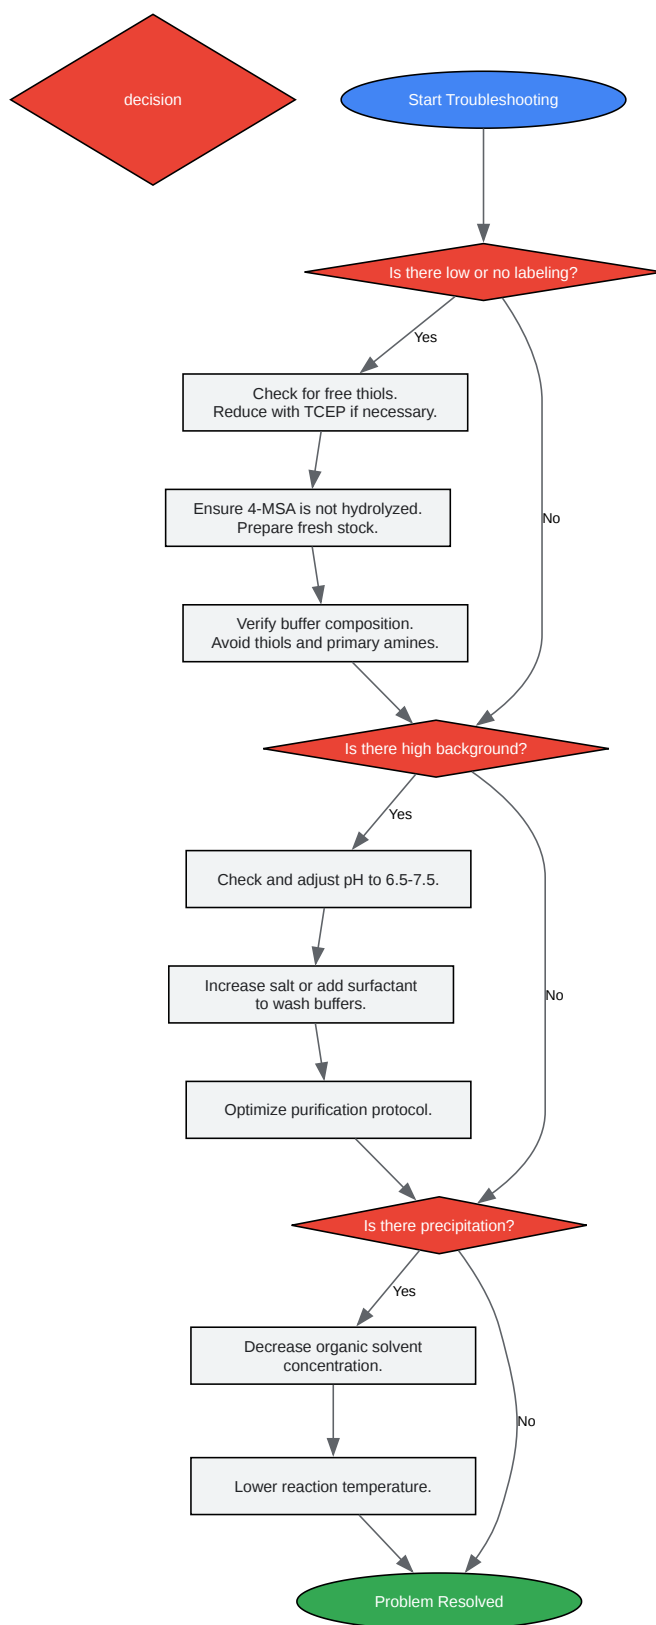 decision
Start Troubleshooting
Is there low or no labeling?
Yes
Check for free thiols.
Reduce with TCEP if necessary.
Ensure 4-MSA is not hydrolyzed.
Prepare fresh stock.
No
Verify buffer composition.
Avoid thiols and primary amines.
Is there high background?
Yes
Check and adjust pH to 6.5-7.5.
Increase salt or add surfactant
to wash buffers.
No
Optimize purification protocol.
Is there precipitation?
Yes
Decrease organic solvent
concentration.
No
Lower reaction temperature.
Problem Resolved